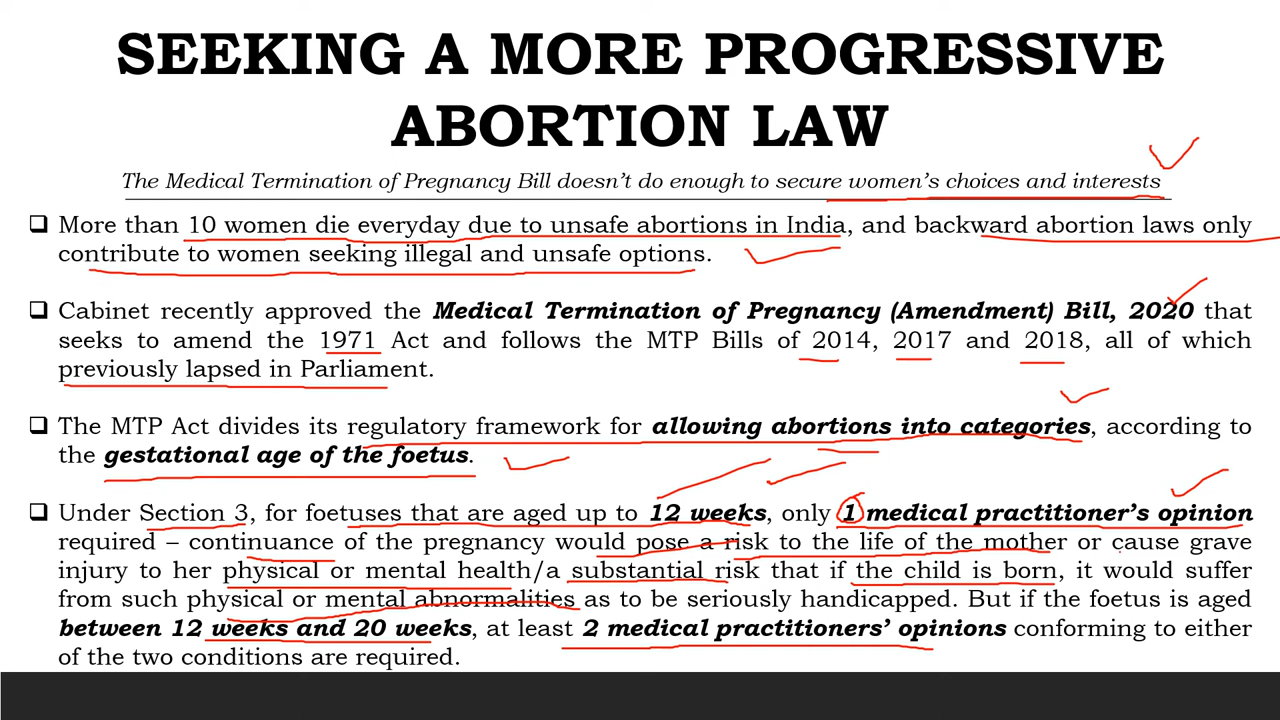 SEEKING A MORE PROGRESSIVE
ABORTION LAW
The Medical Termination of Pregnancy Bill doesn’t do enough to secure women’s choices and interests
❑ More than 10 women die everyday due to unsafe abortions in India, and backward abortion laws only
contribute to women seeking illegal and unsafe options.
❑ Cabinet recently approved the Medical Termination of Pregnancy (Amendment) Bill, 2020 that
seeks to amend the 1971 Act and follows the MTP Bills of 2014, 2017 and 2018, all of which
previously lapsed in Parliament.
❑ The MTP Act divides its regulatory framework for allowing abortions into categories, according to
the gestational age of the foetus.
❑ Under Section 3, for foetuses that are aged up to 12 weeks, only 1 medical practitioner’s opinion
required – continuance of the pregnancy would pose a risk to the life of the mother or cause grave
injury to her physical or mental health/a substantial risk that if the child is born, it would suffer
from such physical or mental abnormalities as to be seriously handicapped. But if the foetus is aged
between 12 weeks and 20 weeks, at least 2 medical practitioners’ opinions conforming to either
of the two conditions are required.